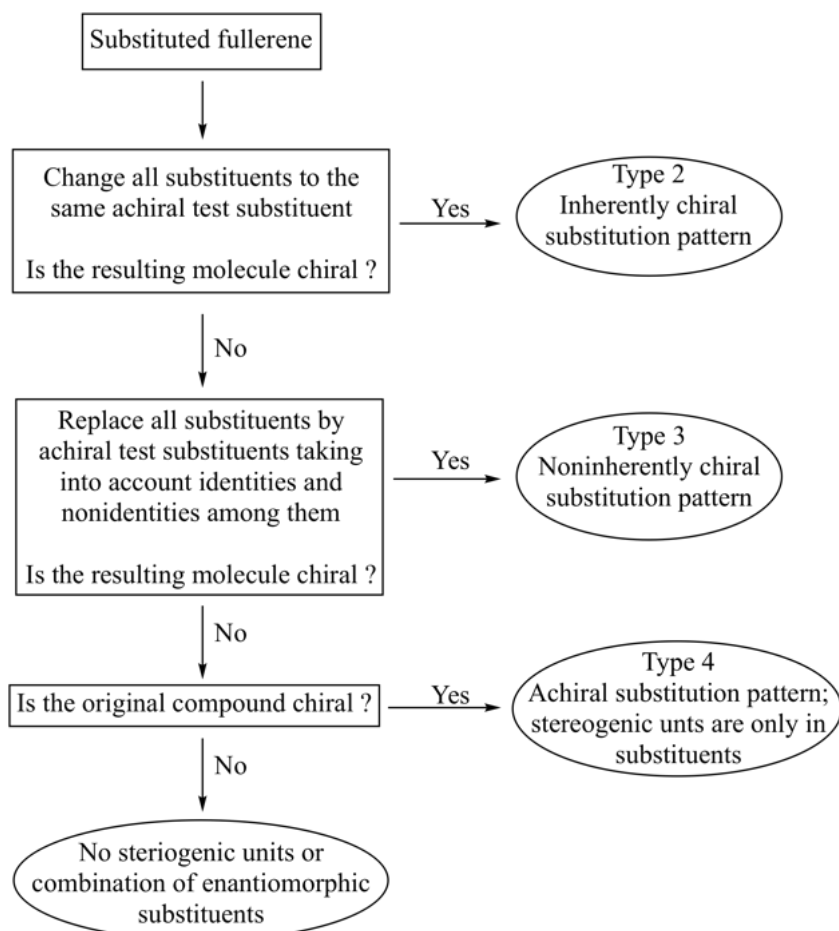 Substituted fullerene
Change all substituents to the
same achiral test substituent
Is the resulting molecule chiral ?
Yes
Type 2
Inherently chiral
substitution pattern
No
Replace all substituents by
achiral test substituents taking
into account identities and
nonidentities among them
Is the resulting molecule chiral ?
Yes
Type 3
Noninherently chiral
substitution pattern
No
Is the original compound chiral ?
Yes
Type 4
Achiral substitution pattern;
stereogenic unts are only in
substituents
No
No steriogenic units or
combination of enantiomorphic
substituents